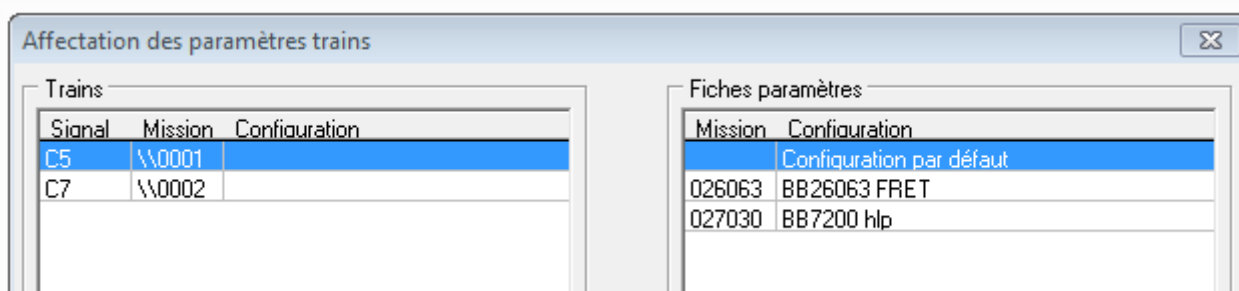 Affectation des paramètres trains
Trains
Signal Mission Configuration
C5 \\0001
C7 \\0002
Fiches paramètres
Mission Configuration
Configuration par défaut
026063 BB26063 FRET
027030 BB7200 hlp